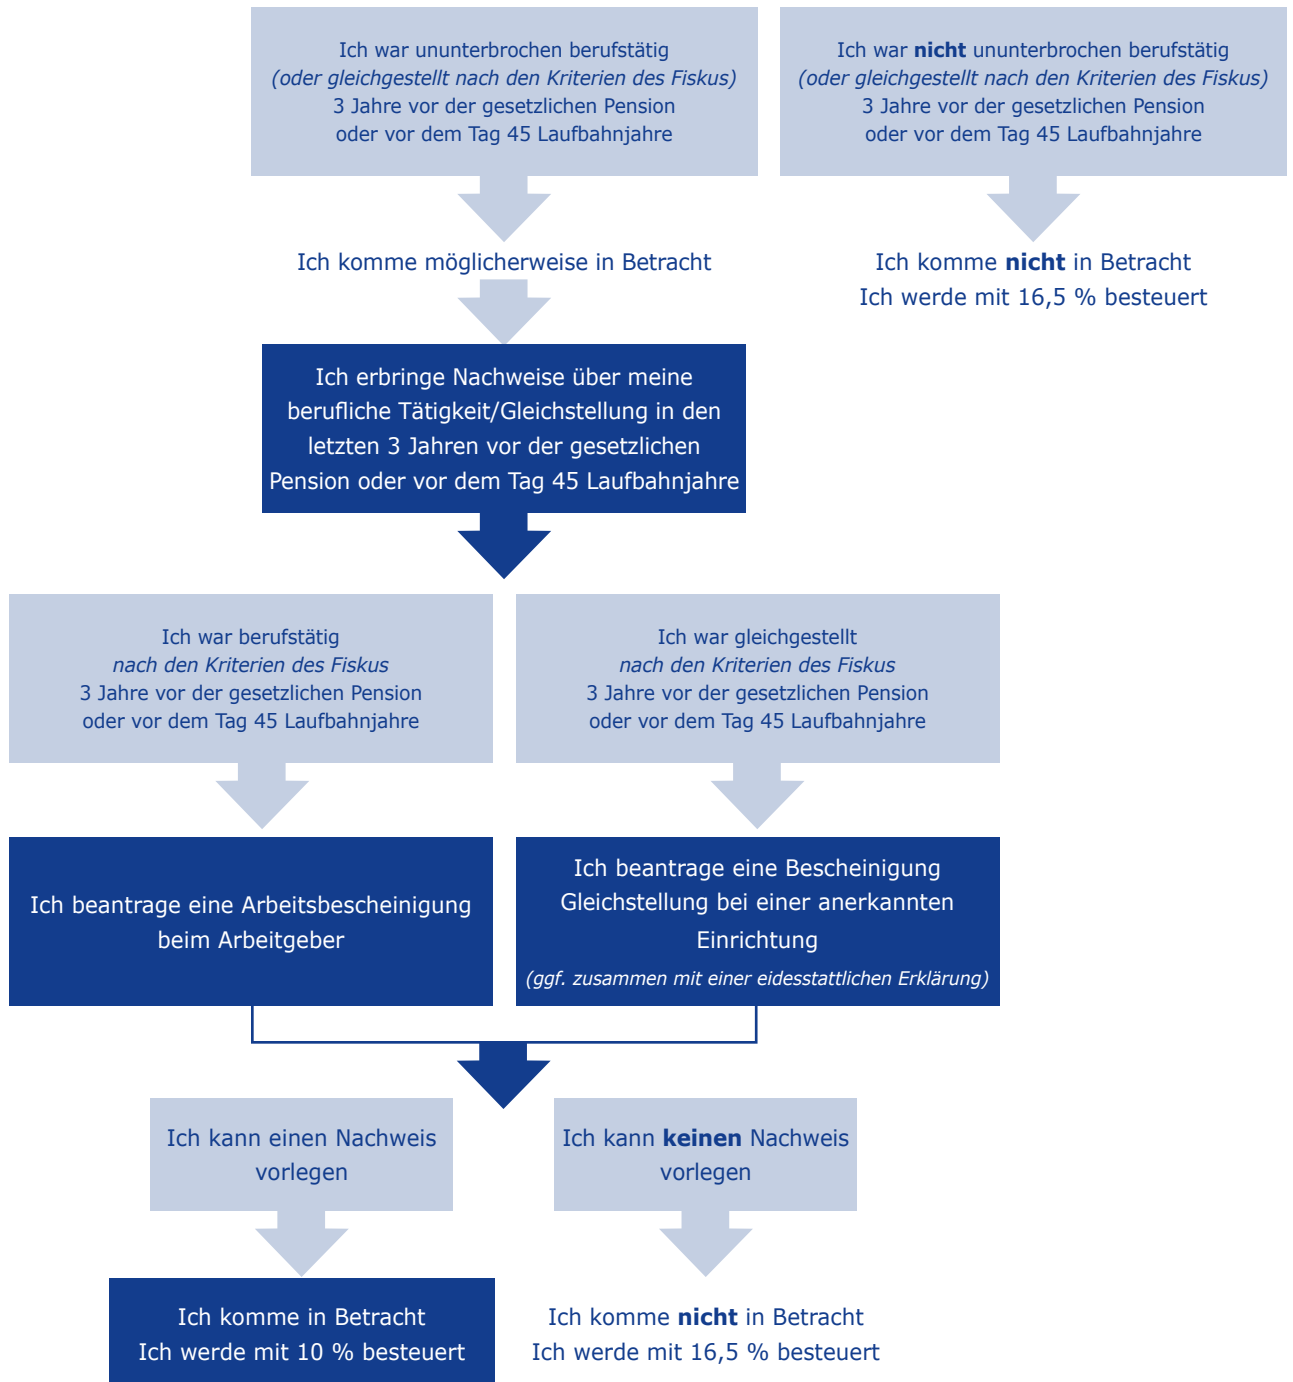 Ich war ununterbrochen berufstätig
(oder gleichgestellt nach den Kriterien des Fiskus)
3 Jahre vor der gesetzlichen Pension
oder vor dem Tag 45 Laufbahnjahre
Ich war nicht ununterbrochen berufstätig
(oder gleichgestellt nach den Kriterien des Fiskus)
3 Jahre vor der gesetzlichen Pension
oder vor dem Tag 45 Laufbahnjahre
Ich komme möglicherweise in Betracht
Ich komme nicht in Betracht
Ich werde mit 16,5 % besteuert
Ich erbringe Nachweise über meine
berufliche Tätigkeit/Gleichstellung in den
letzten 3 Jahren vor der gesetzlichen
Pension oder vor dem Tag 45 Laufbahnjahre
Ich war berufstätig
nach den Kriterien des Fiskus
3 Jahre vor der gesetzlichen Pension
oder vor dem Tag 45 Laufbahnjahre
Ich war gleichgestellt
nach den Kriterien des Fiskus
3 Jahre vor der gesetzlichen Pension
oder vor dem Tag 45 Laufbahnjahre
Ich beantrage eine Arbeitsbescheinigung
beim Arbeitgeber
Ich beantrage eine Bescheinigung
Gleichstellung bei einer anerkannten
Einrichtung
(ggf. zusammen mit einer eidesstattlichen Erklärung)
Ich kann einen Nachweis
vorlegen
Ich kann keinen Nachweis
vorlegen
Ich komme in Betracht
Ich werde mit 10 % besteuert
Ich komme nicht in Betracht
Ich werde mit 16,5 % besteuert